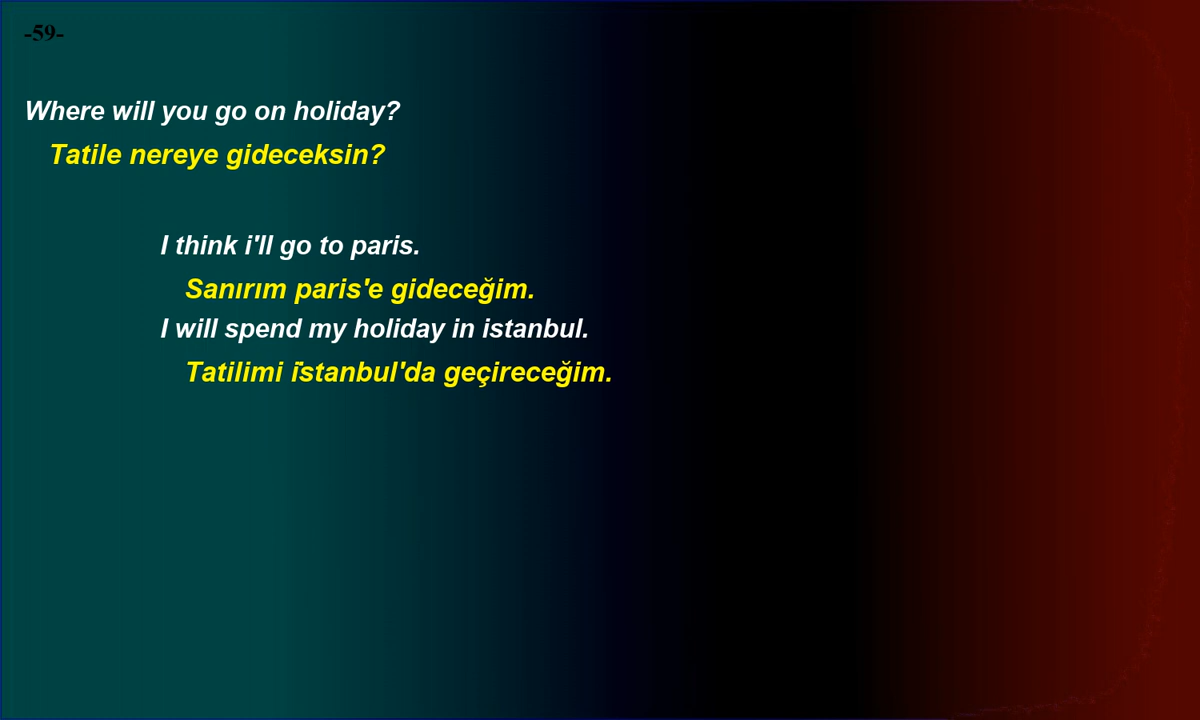 -59-
Where will you go on holiday?
Tatile nereye gideceksin?
I think i'll go to paris.
Sanırım paris'e gideceğim.
I will spend my holiday in istanbul.
Tatilimi i̇stanbul'da geçireceğim.